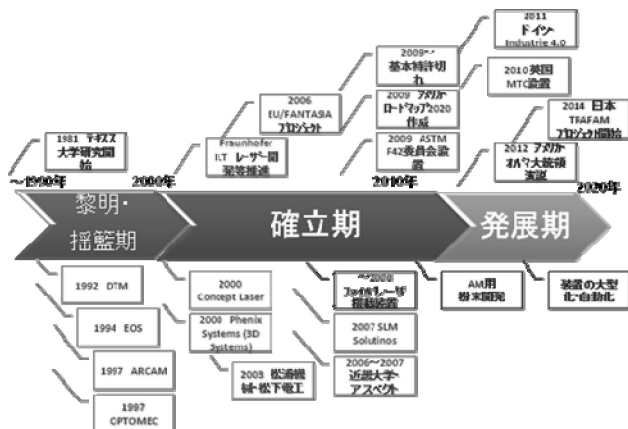 2011
ドイツ
Industrie 4.0
2009～
基本特許切
れ
2010英国
MTC設置
2006
EU/FANTASIA
プロジェクト
2009 アメリカ
ロードマップ2020
作成
2014 日本
TRAFAM
プロジェクト開始
1981 テキサス
大学研究開
始
Fraunhofer
ILT レーザー開
発等推進
2009 ASTM
F42委員会設
置
2012 アメリカ
オバマ大統領
演説
～1990年
2000年
2010年
2020年
黎明・
揺籃期
確立期
発展期
1992 DTM
1994 EOS
1997 ARCAM
1997
OPTOMEC
2000
Concept Laser
2000 Phenix
Systems (3D
Systems)
2003 松浦機
械・松下電工
～2008
ファイバレーザ
搭載装置
2007 SLM
Solutinos
2006～2007
近畿大学・
アスペクト
AM用
粉末開発
装置の大型
化・自動化